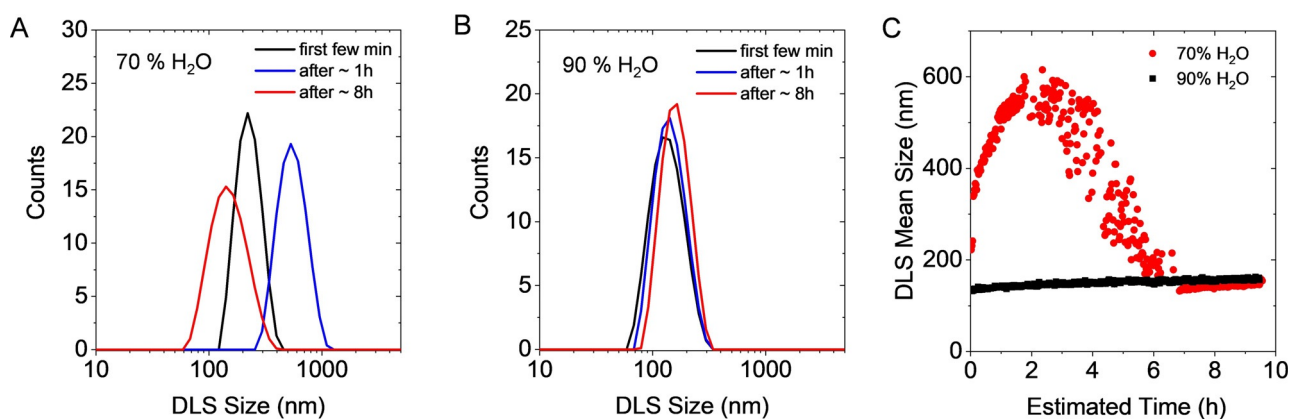 A
70 % H₂O
first few min
after ~ 1h
after ~ 8h
30
25
20
15
10
5
0
Counts
10
100
1000
DLS Size (nm)
B
90 % H₂O
first few min
after ~ 1h
after ~ 8h
25
20
15
10
5
0
Counts
10
100
1000
DLS Size (nm)
C
70% H₂O
90% H₂O
600
400
200
0
DLS Mean Size (nm)
0
2
4
6
8
10
Estimated Time (h)